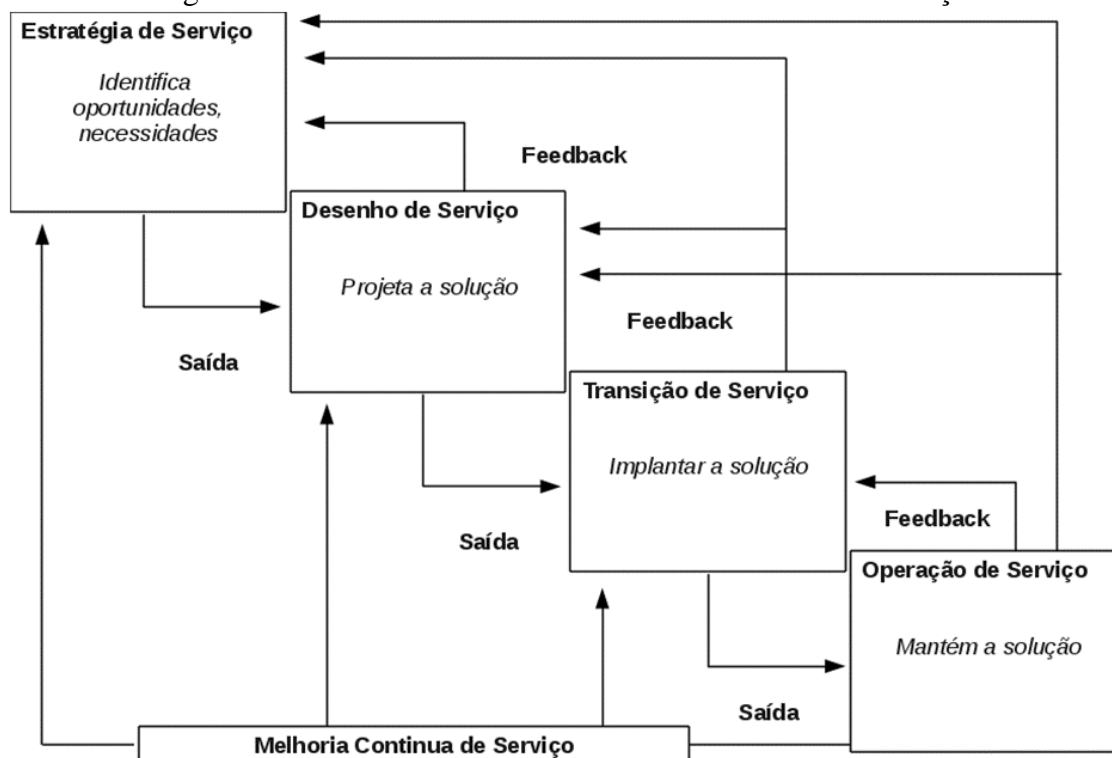 Estratégia de Serviço
Identifica
oportunidades,
necessidades
Feedback
Desenho de Serviço
Projeta a solução
Feedback
Saída
Transição de Serviço
Implantar a solução
Feedback
Saída
Operação de Serviço
Mantém a solução
Saída
Melhoria Continua de Serviço